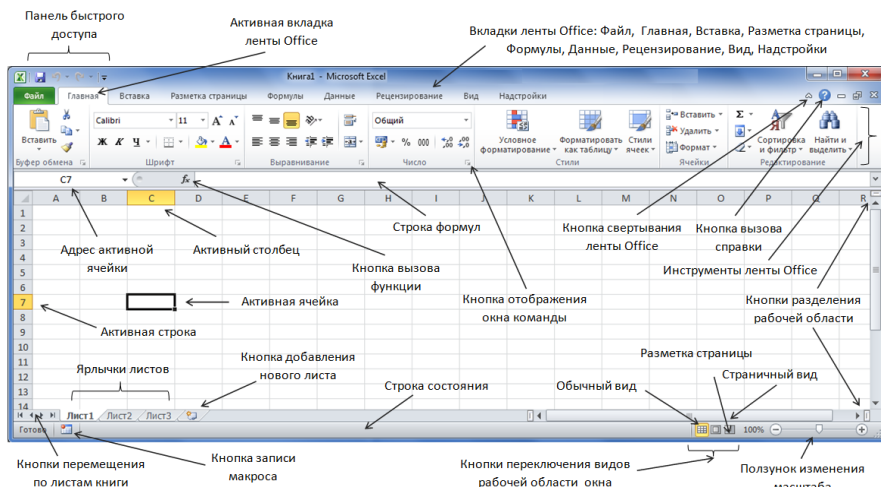 Панель быстрого
доступа
Активная вкладка
ленты Office
Вкладки ленты Office: Файл, Главная, Вставка, Разметка страницы,
Формулы, Данные, Рецензирование, Вид, Надстройки
Книга1 - Microsoft Excel
Файл Главная Вставка Разметка страницы Формулы Данные Рецензирование Вид Надстройки
Вставить
Calibri 11
Ж К Ч
Общий
% 000
Условное
форматирование
Форматировать
как таблицу
Стили
ячеек
Вставить
Удалить
Формат
Σ
Сортировка
и фильтр
Найти и
выделить
Буфер обмена Шрифт Выравнивание Число Стили Ячейки Редактирование
C7 fx
A B C D E F G H I J K L M N O P Q R
1
2
3
4
5
6
7
8
9
10
11
12
13
14
Адрес активной
ячейки
Активный столбец
Кнопка вызова
функции
Строка формул
Кнопка свертывания
ленты Office
Кнопка вызова
справки
Инструменты ленты Office
Активная ячейка
Кнопка отображения
окна команды
Кнопки разделения
рабочей области
Активная строка
Ярлычки листов
Кнопка добавления
нового листа
Строка состояния
Разметка страницы
Обычный вид
Страничный вид
Лист1 Лист2 Лист3
Готово
100%
Кнопки перемещения
по листам книги
Кнопка записи
макроса
Кнопки переключения видов
рабочей области окна
Ползунок изменения
масштаба